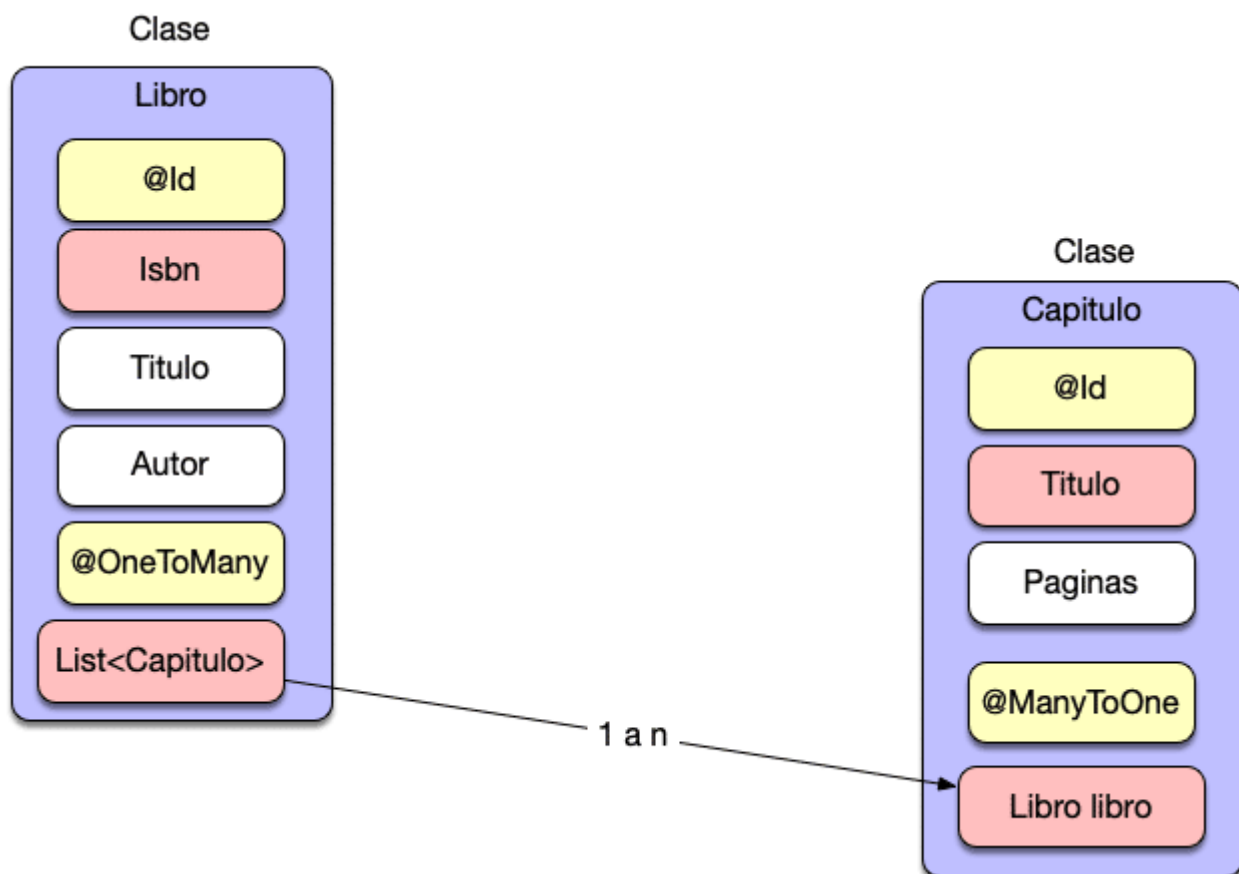 Clase
Libro
@Id
Isbn
Titulo
Autor
@OneToMany
List<Capitulo>
1 a n
Clase
Capitulo
@Id
Titulo
Paginas
@ManyToOne
Libro libro